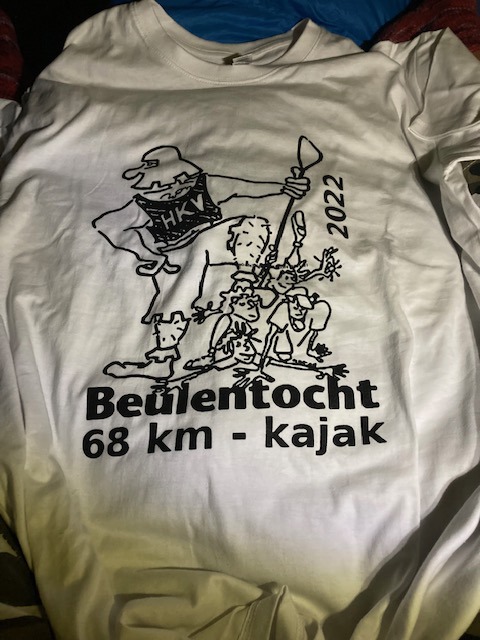 HKV
2022
Beulentocht
68 km - kajak